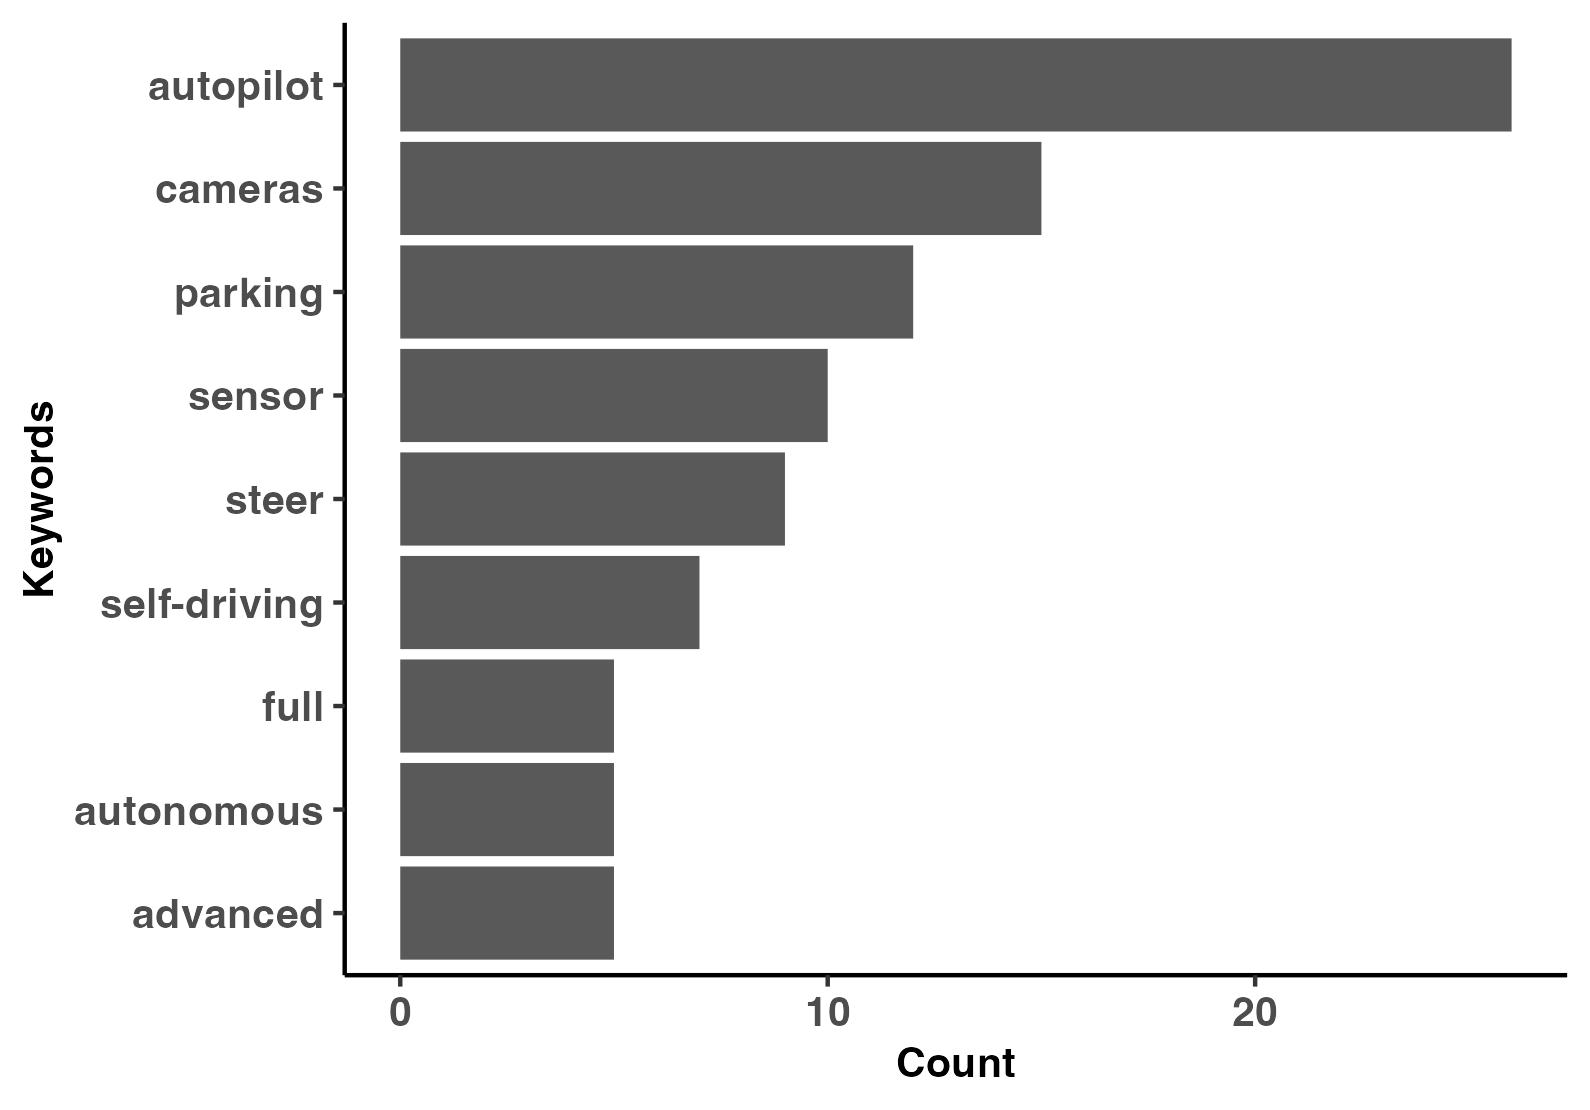 autopilot
cameras
parking
sensor
steer
self-driving
full
autonomous
advanced
Keywords
0 10 20
Count